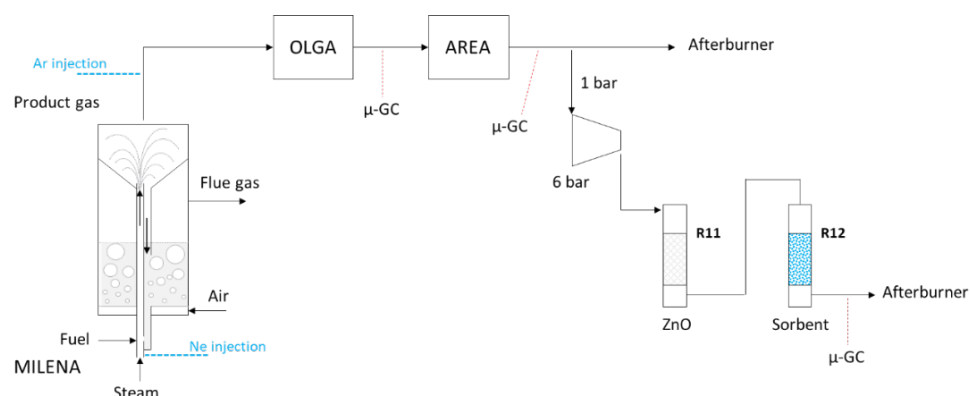 OLGA
AREA
Afterburner
Ar injection
1 bar
Product gas
μ-GC
μ-GC
Flue gas
6 bar
R11
R12
Air
Afterburner
ZnO
Sorbent
Fuel
Ne injection
μ-GC
MILENA
Steam